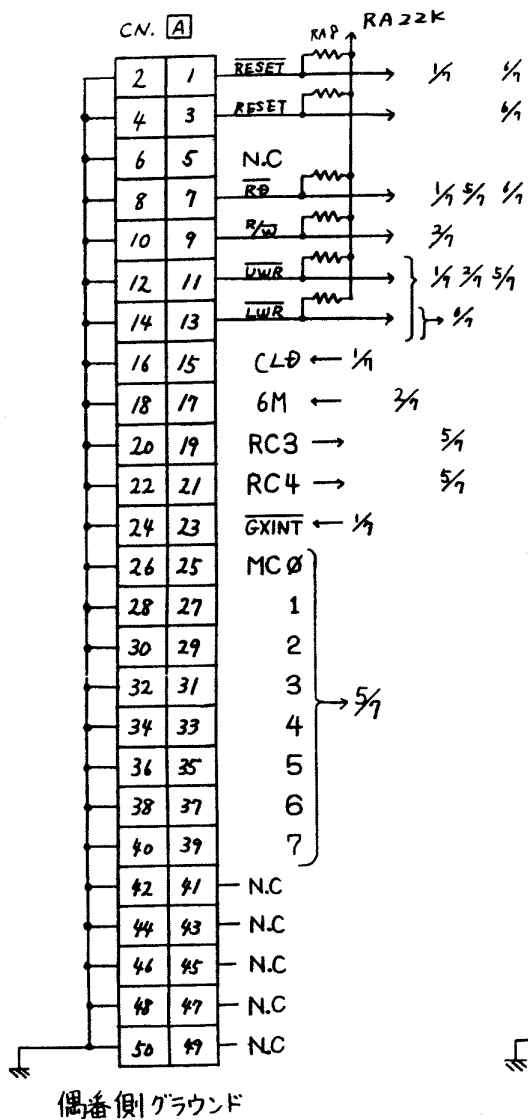 CN. A
RA8 RA22K
2 1 RESET 1/7 6/7
4 3 RESET 6/7
6 5 N.C
8 7 RD 1/7 5/7 6/7
10 9 R/W 2/7
12 11 UWR 1/7 2/7 5/7
14 13 LWR → 6/7
16 15 CLD ← 1/7
18 17 6M ← 2/7
20 19 RC3 → 5/7
22 21 RC4 → 5/7
24 23 GXINT ← 1/7
26 25 MCØ
28 27 1
30 29 2
32 31 3
→ 5/7
34 33 4
36 35 5
38 37 6
40 39 7
42 41 N.C
44 43 N.C
46 45 N.C
48 47 N.C
50 49 N.C
偶番側グラウンド